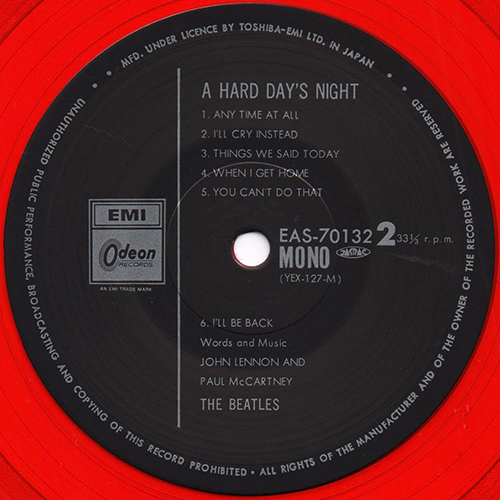 MFD. UNDER LICENCE BY TOSHIBA-EMI LTD. IN JAPAN
UNAUTHORIZED PUBLIC PERFORMANCE, BROADCASTING AND COPYING OF THIS RECORD PROHIBITED • ALL RIGHTS OF THE MANUFACTURER AND OF THE OWNER OF THE RECORDED WORK ARE RESERVED
A HARD DAY'S NIGHT
1. ANY TIME AT ALL
2. I'LL CRY INSTEAD
3. THINGS WE SAID TODAY
4. WHEN I GET HOME
5. YOU CAN'T DO THAT
EMI
Odeon
RECORDS
AN EMI TRADE MARK
EAS-70132 2 33⅓ r. p. m.
MONO JASRAC
(YEX-127-M)
6. I'LL BE BACK
Words and Music
JOHN LENNON AND
PAUL McCARTNEY
THE BEATLES